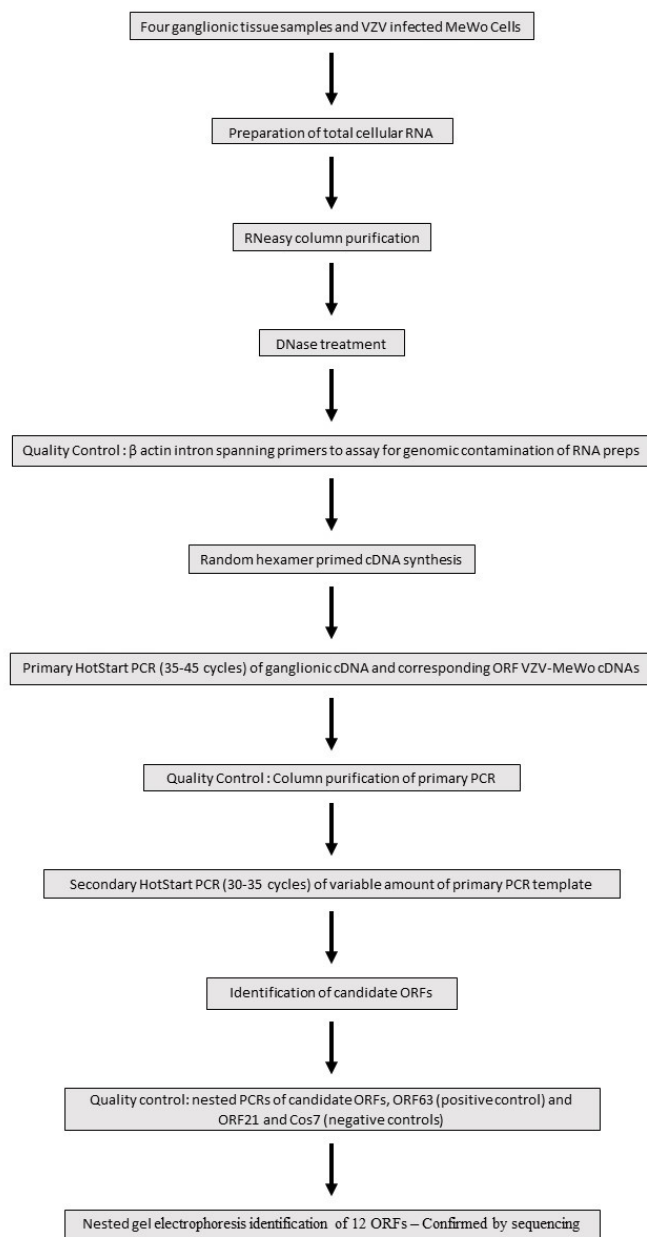 Four ganglionic tissue samples and VZV infected MeWo Cells
Preparation of total cellular RNA
RNeasy column purification
DNase treatment
Quality Control : β actin intron spanning primers to assay for genomic contamination of RNA preps
Random hexamer primed cDNA synthesis
Primary HotStart PCR (35-45 cycles) of ganglionic cDNA and corresponding ORF VZV-MeWo cDNAs
Quality Control : Column purification of primary PCR
Secondary HotStart PCR (30-35 cycles) of variable amount of primary PCR template
Identification of candidate ORFs
Quality control: nested PCRs of candidate ORFs, ORF63 (positive control) and
ORF21 and Cos7 (negative controls)
Nested gel electrophoresis identification of 12 ORFs – Confirmed by sequencing